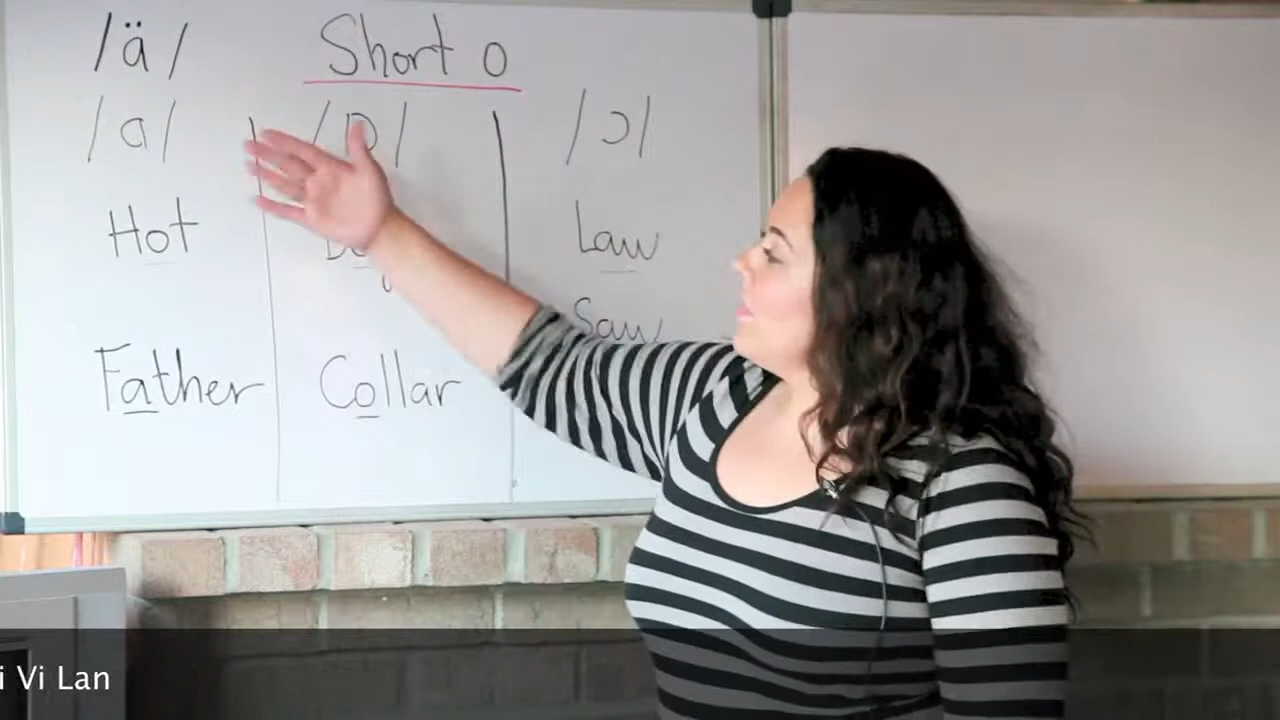 /ä/ Short o
/ɑ/ /ɒ/ /ɔ/
Hot Law
Saw
Father Collar
i Vi Lan